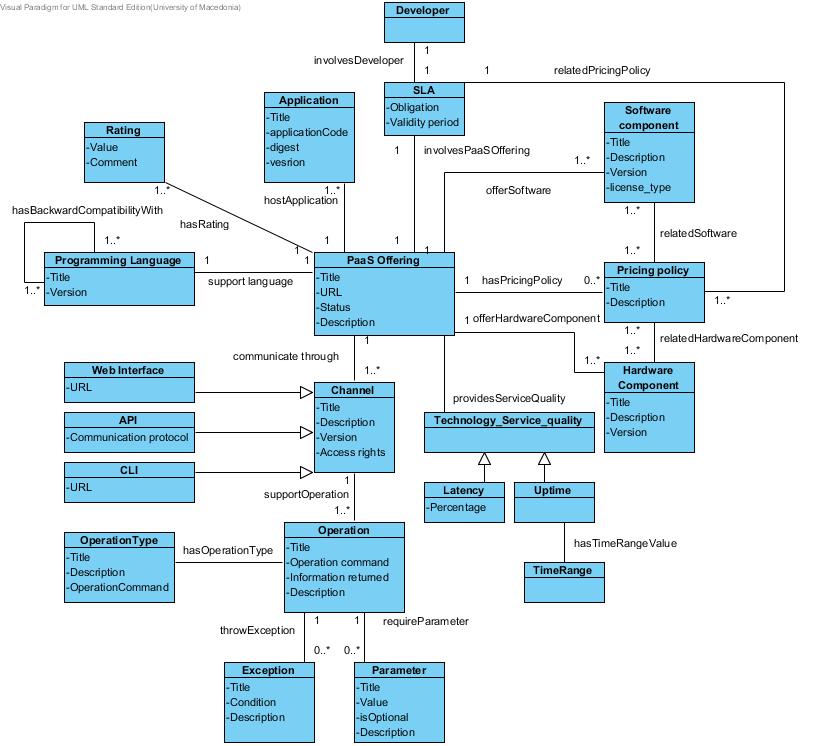 Visual Paradigm for UML Standard Edition(University of Macedonia)
Developer
1
involvesDeveloper
1
1
relatedPricingPolicy
SLA
-Obligation
-Validity period
Application
-Title
-applicationCode
-digest
-vesrion
Software
component
-Title
-Description
-Version
-license_type
Rating
-Value
-Comment
1
involvesPaaSOffering
1..*
offerSoftware
1..*
1..*
hostApplication
hasBackwardCompatibilityWith
hasRating
1..*
1..*
relatedSoftware
1
1
1
1
1..*
Programming Language
-Title
-Version
1..*
1
1
support language
PaaS Offering
-Title
-URL
-Status
-Description
1
hasPricingPolicy
0..*
Pricing policy
-Title
-Description
1..*
1
offerHardwareComponent
1..*
relatedHardwareComponent
1..*
1..*
1
communicate through
1..*
Hardware
Component
-Title
-Description
-Version
Web Interface
-URL
API
-Communication protocol
CLI
-URL
Channel
-Title
-Description
-Version
-Access rights
providesServiceQuality
Technology_Service_quality
Latency
-Percentage
Uptime
1
supportOperation
1..*
hasTimeRangeValue
TimeRange
OperationType
-Title
-Description
-OperationCommand
hasOperationType
Operation
-Title
-Operation command
-Information returned
-Description
1
1
requireParameter
throwException
0..*
0..*
Exception
-Title
-Condition
-Description
Parameter
-Title
-Value
-isOptional
-Description